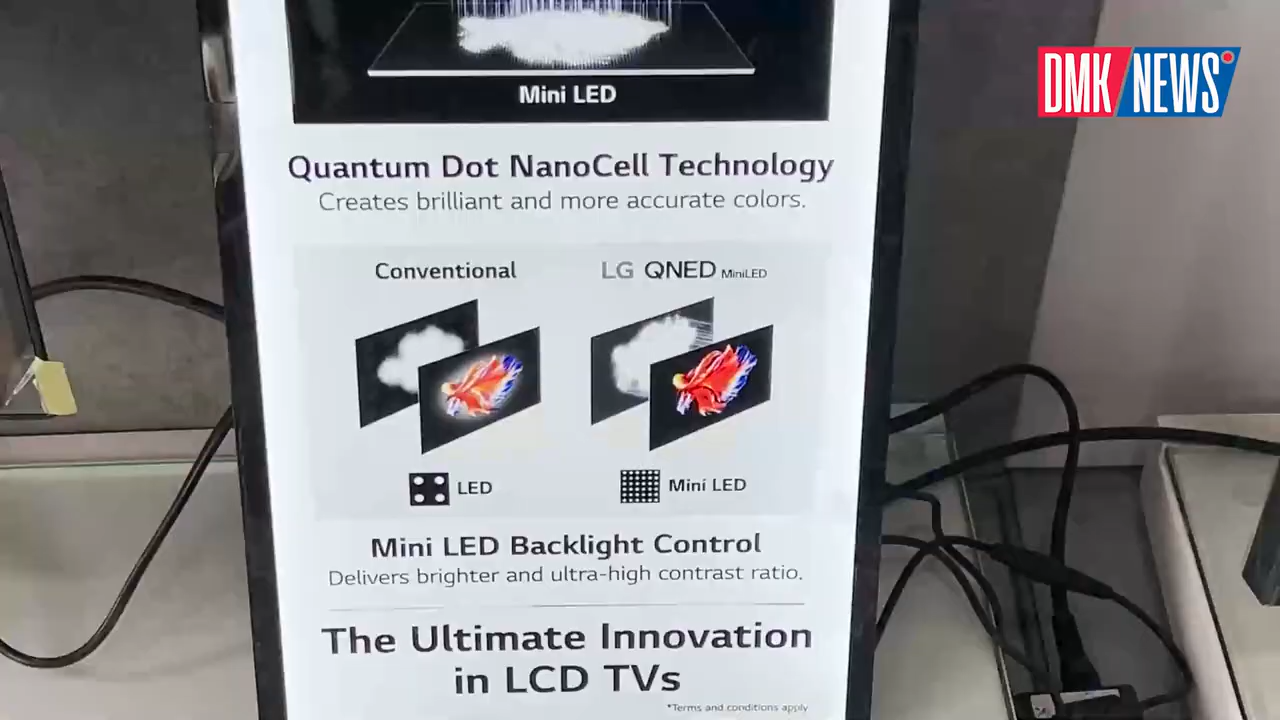 DMK NEWS
Mini LED
Quantum Dot NanoCell Technology
Creates brilliant and more accurate colors.
Conventional
LG QNED MiniLED
LED
Mini LED
Mini LED Backlight Control
Delivers brighter and ultra-high contrast ratio.
The Ultimate Innovation
in LCD TVs
*Terms and conditions apply